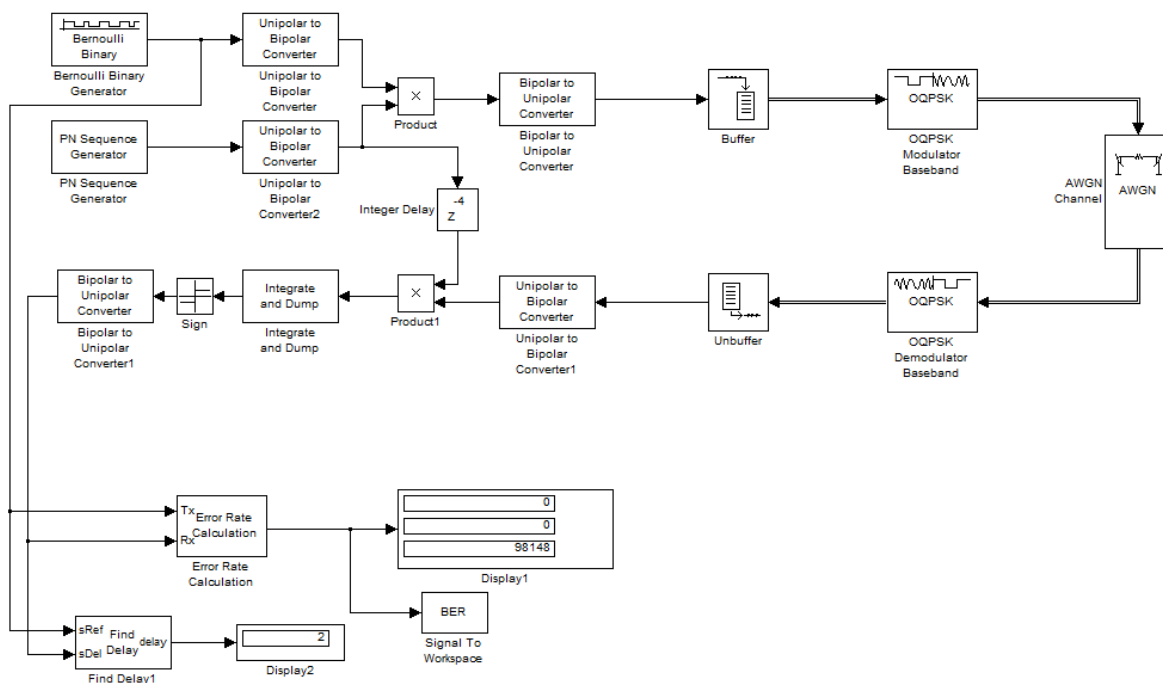 Bernoulli
Binary
Bernoulli Binary
Generator
Unipolar to
Bipolar
Converter
Unipolar to
Bipolar
Converter
×
Product
Bipolar to
Unipolar
Converter
Bipolar to
Unipolar
Converter
Buffer
OQPSK
OQPSK
Modulator
Baseband
PN Sequence
Generator
PN Sequence
Generator
Unipolar to
Bipolar
Converter
Unipolar to
Bipolar
Converter2
AWGN
Channel
AWGN
Integer Delay
-4
Z
Bipolar to
Unipolar
Converter
Bipolar to
Unipolar
Converter1
Sign
Integrate
and Dump
Integrate
and Dump
×
Product1
Unipolar to
Bipolar
Converter
Unipolar to
Bipolar
Converter1
Unbuffer
OQPSK
OQPSK
Demodulator
Baseband
Tx
Rx
Error Rate
Calculation
Error Rate
Calculation
0
0
98148
Display1
BER
Signal To
Workspace
sRef
sDel
Find
Delay
delay
Find Delay1
2
Display2